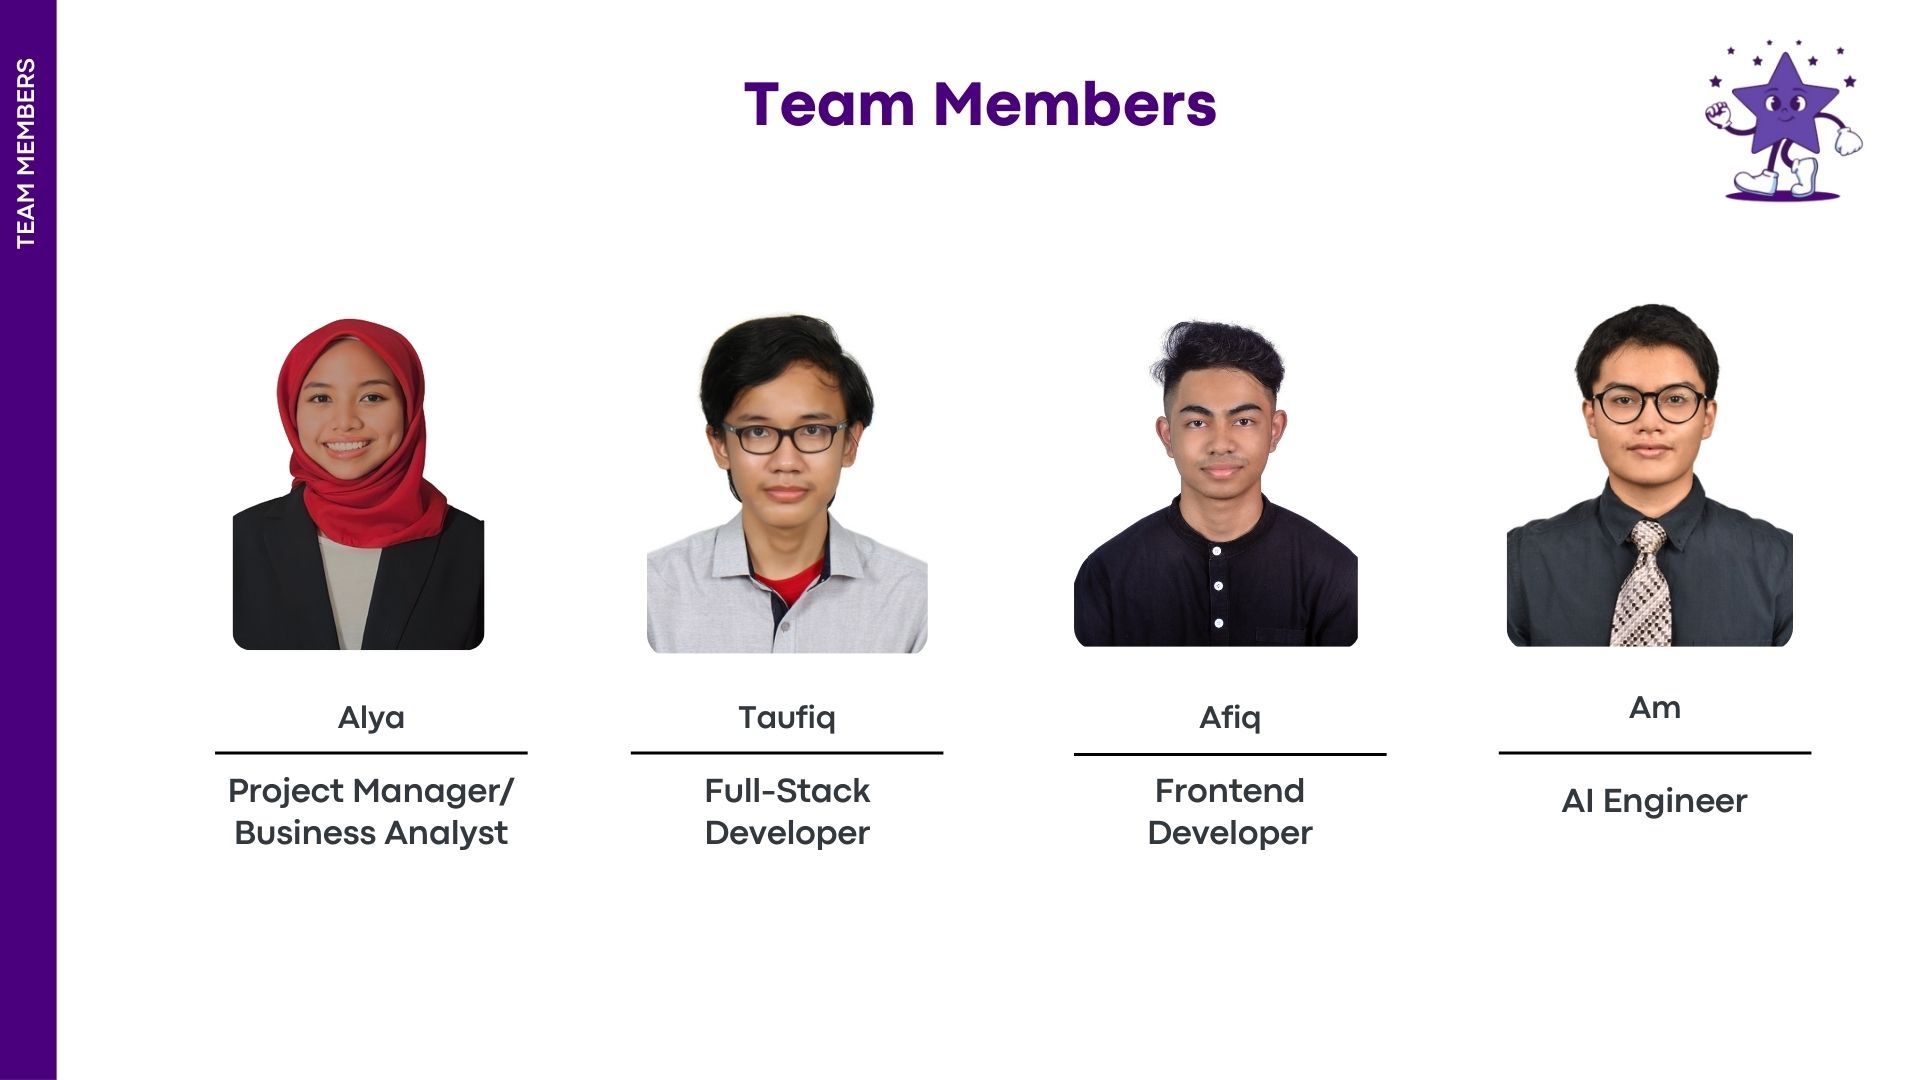 TEAM MEMBERS
Team Members
Alya
Project Manager/
Business Analyst
Taufiq
Full-Stack
Developer
Afiq
Frontend
Developer
Am
AI Engineer